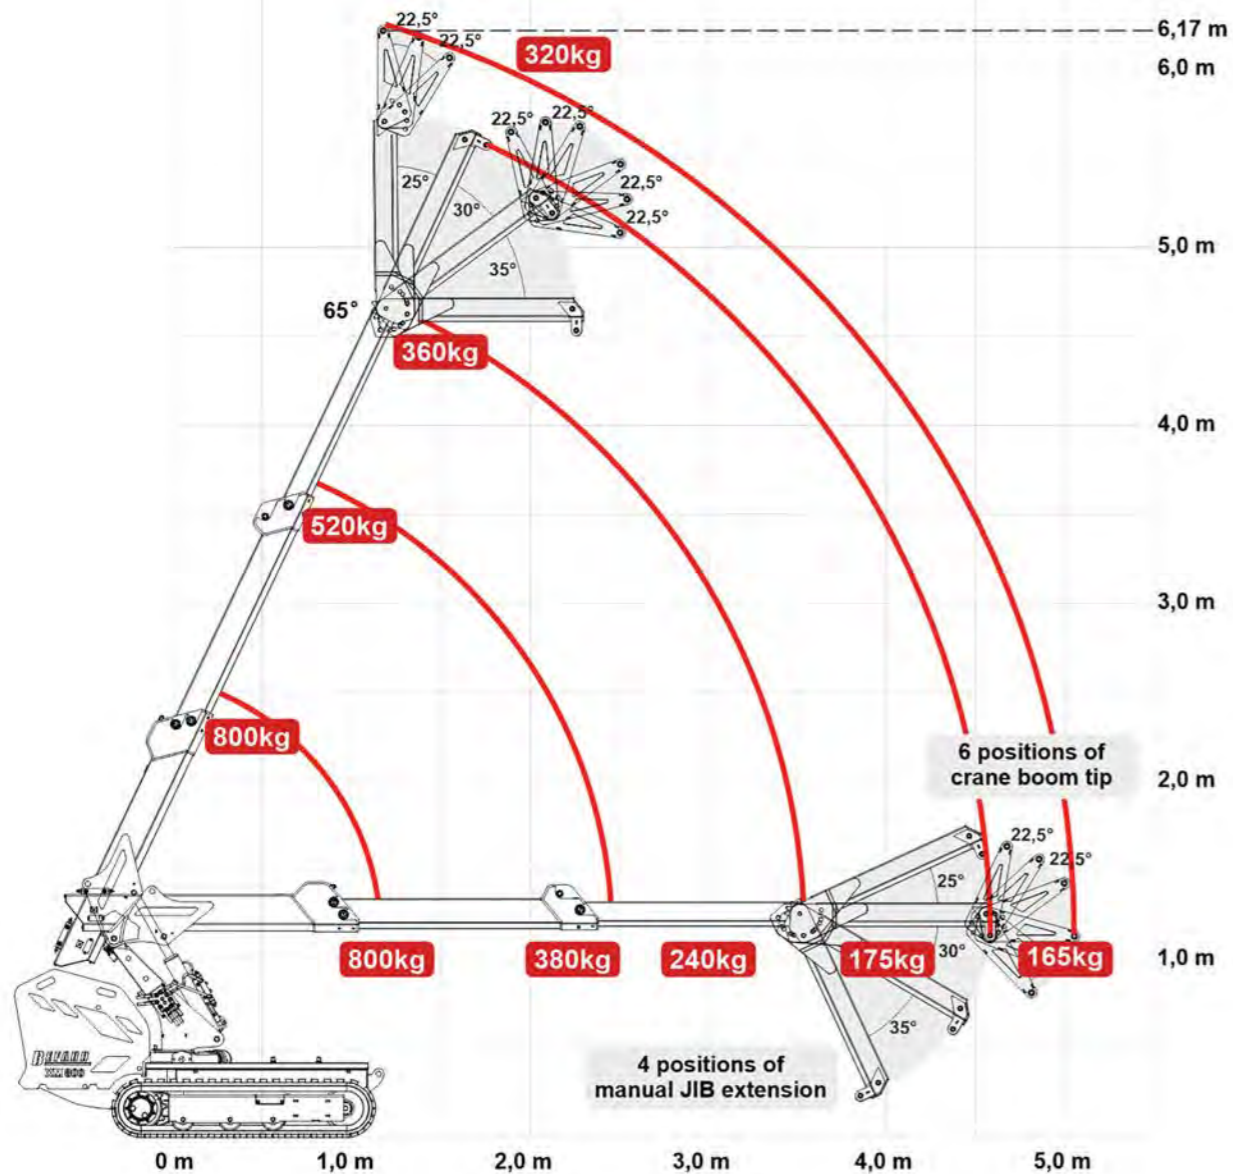 22,5°
22,5°
320kg
6,17 m
6,0 m
22,5°
22,5°
22,5°
22,5°
25°
30°
35°
5,0 m
65°
360kg
4,0 m
520kg
3,0 m
800kg
6 positions of
crane boom tip
2,0 m
22,5°
22,5°
25°
30°
35°
800kg
380kg
240kg
175kg
165kg
1,0 m
4 positions of
manual JIB extension
BEFARD
XM 800
0 m
1,0 m
2,0 m
3,0 m
4,0 m
5,0 m